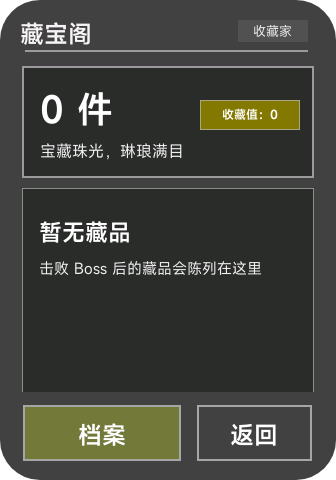 藏宝阁
收藏家
0 件
收藏值：0
宝藏珠光，琳琅满目
暂无藏品
击败 Boss 后的藏品会陈列在这里
档案
返回